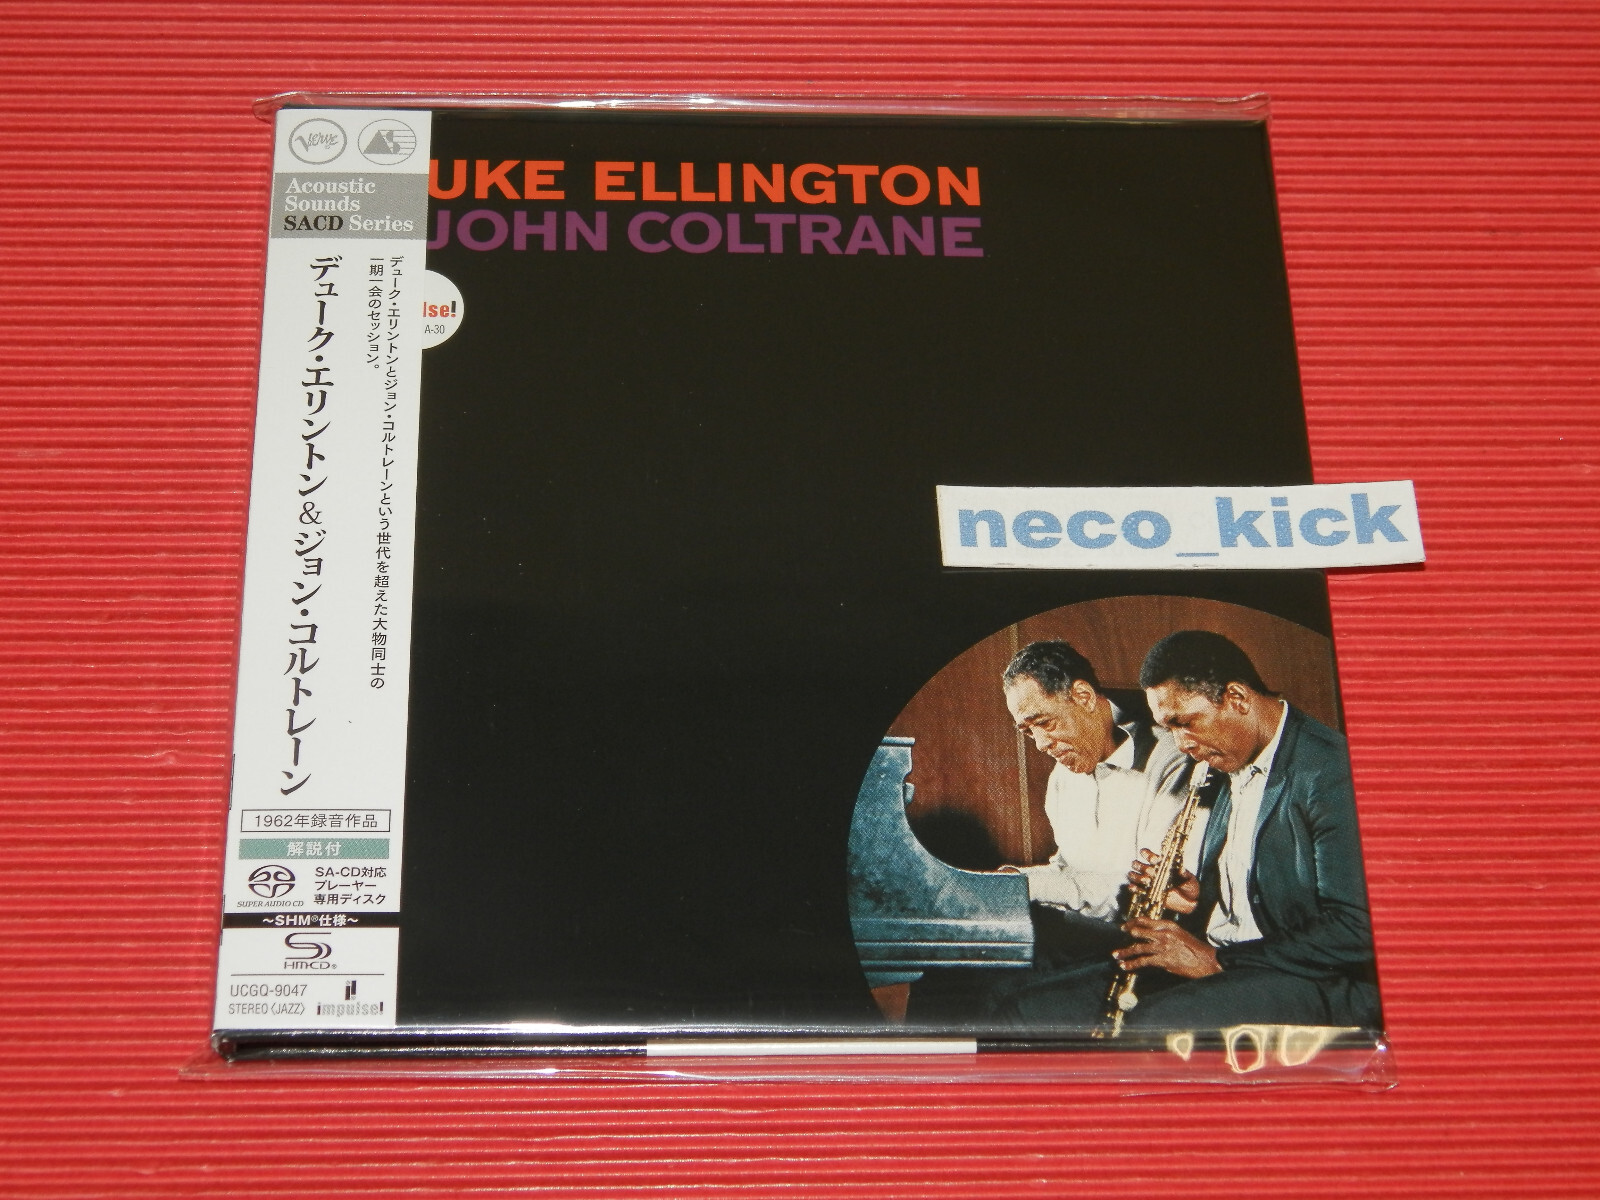 Verve
AS
Acoustic
Sounds
SACD Series
デューク・エリントンとジョン・コルトレーンという世代を超えた大物同士の
一期一会のセッション。
デューク・エリントン&ジョン・コルトレーン
1962年録音作品
解説付
SUPER AUDIO CD
SA-CD対応
プレーヤー
専用ディスク
～SHM®仕様～
HM-CD®
UCGQ-9047
STEREO〈JAZZ〉
impulse!
UKE ELLINGTON
JOHN COLTRANE
lse!
A-30
neco_kick